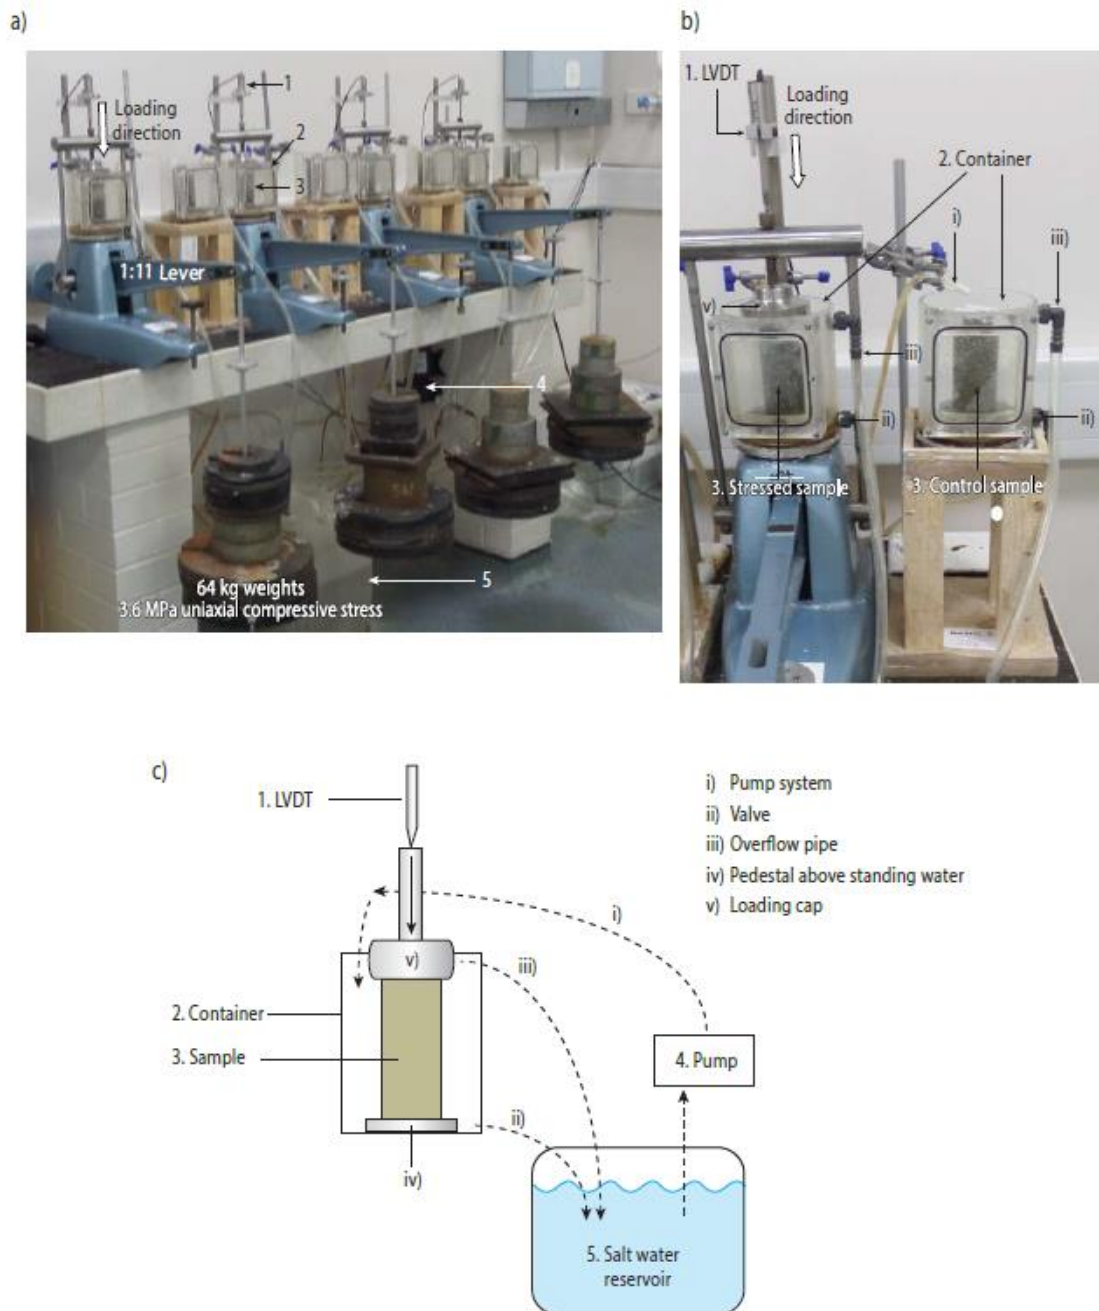 a)
1
Loading
direction
2
3
1:11 Lever
4
5
64 kg weights
3.6 MPa uniaxial compressive stress
b)
1. LVDT
Loading
direction
2. Container
i)
iii)
v)
iii)
ii)
ii)
3. Stressed sample
3. Control sample
c)
1. LVDT
i)
v)
iii)
2. Container
3. Sample
4. Pump
ii)
iv)
5. Salt water
reservoir
i) Pump system
ii) Valve
iii) Overflow pipe
iv) Pedestal above standing water
v) Loading cap